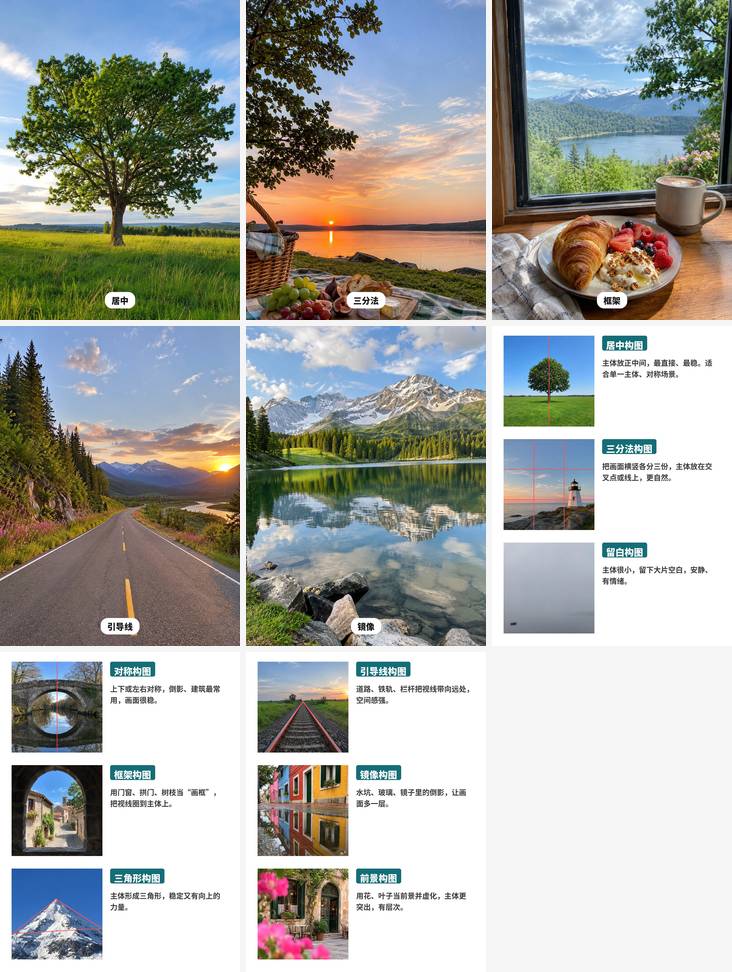 居中
三分法
框架
引导线
镜像
居中构图
主体放正中间，最直接、最稳。适
合单一主体、对称场景。
三分法构图
把画面横竖各分三份，主体放在交
叉点或线上，更自然。
留白构图
主体很小，留下大片空白，安静、
有情绪。
对称构图
上下或左右对称，倒影、建筑最常
用，画面很稳。
框架构图
用门窗、拱门、树枝当“画框”，
把视线圈到主体上。
三角形构图
主体形成三角形，稳定又有向上的
力量。
引导线构图
道路、铁轨、栏杆把视线带向远处，
空间感强。
镜像构图
水坑、玻璃、镜子里的倒影，让画
面多一层。
前景构图
用花、叶子当前景并虚化，主体更
突出，有层次。